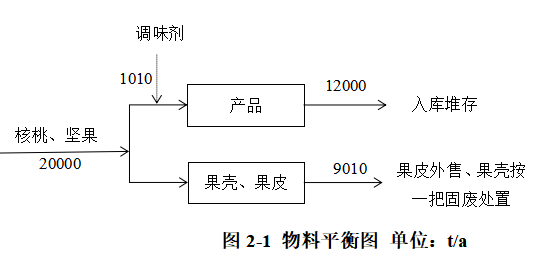 调味剂
1010
产品
12000
入库堆存
核桃、坚果
20000
果壳、果皮
9010
果皮外售、果壳按
一把固废处置
图 2-1 物料平衡图 单位：t/a